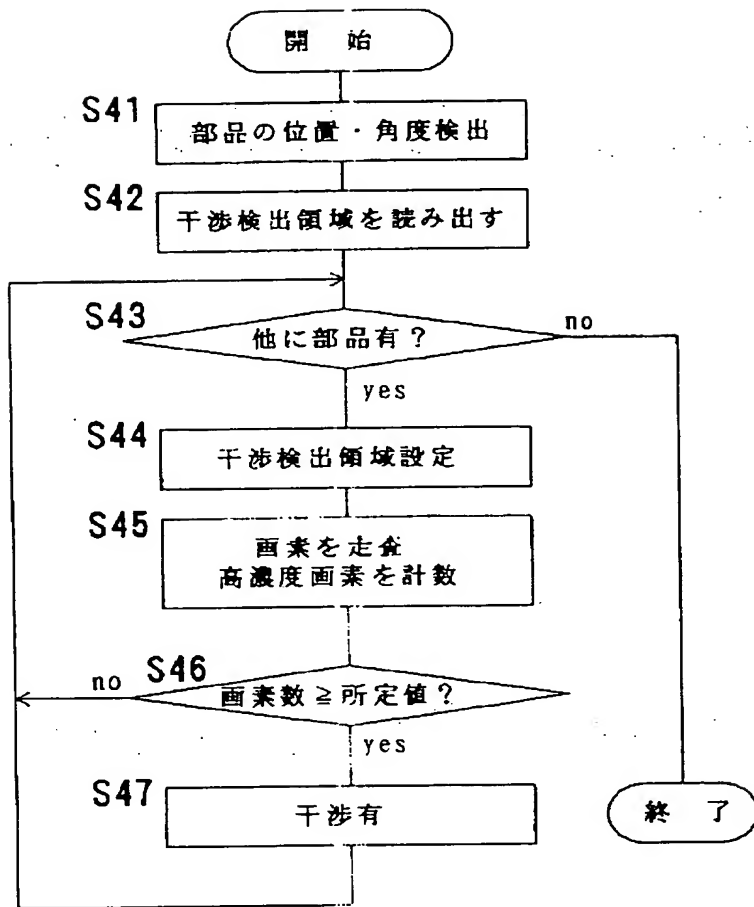 開 始
S41
部品の位置・角度検出
S42
干渉検出領域を読み出す
S43
他に部品有?
no
yes
S44
干渉検出領域設定
S45
画素を走査
高濃度画素を計数
S46
no
画素数≧所定値?
yes
S47
干渉有
終 了